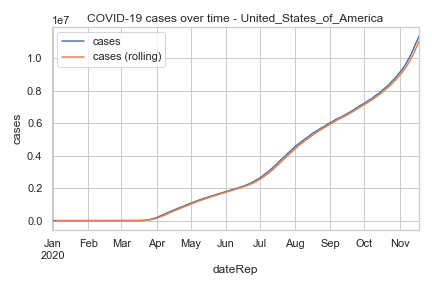 COVID-19 cases over time - United_States_of_America
1e7
cases
cases (rolling)
1.0
0.8
0.6
0.4
0.2
0.0
cases
Jan Feb Mar Apr May Jun Jul Aug Sep Oct Nov
2020
dateRep